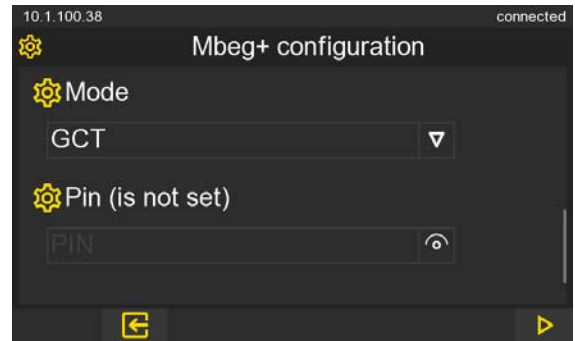 10.1.100.38 connected
Mbeg+ configuration
Mode
GCT
Pin (is not set)
PIN